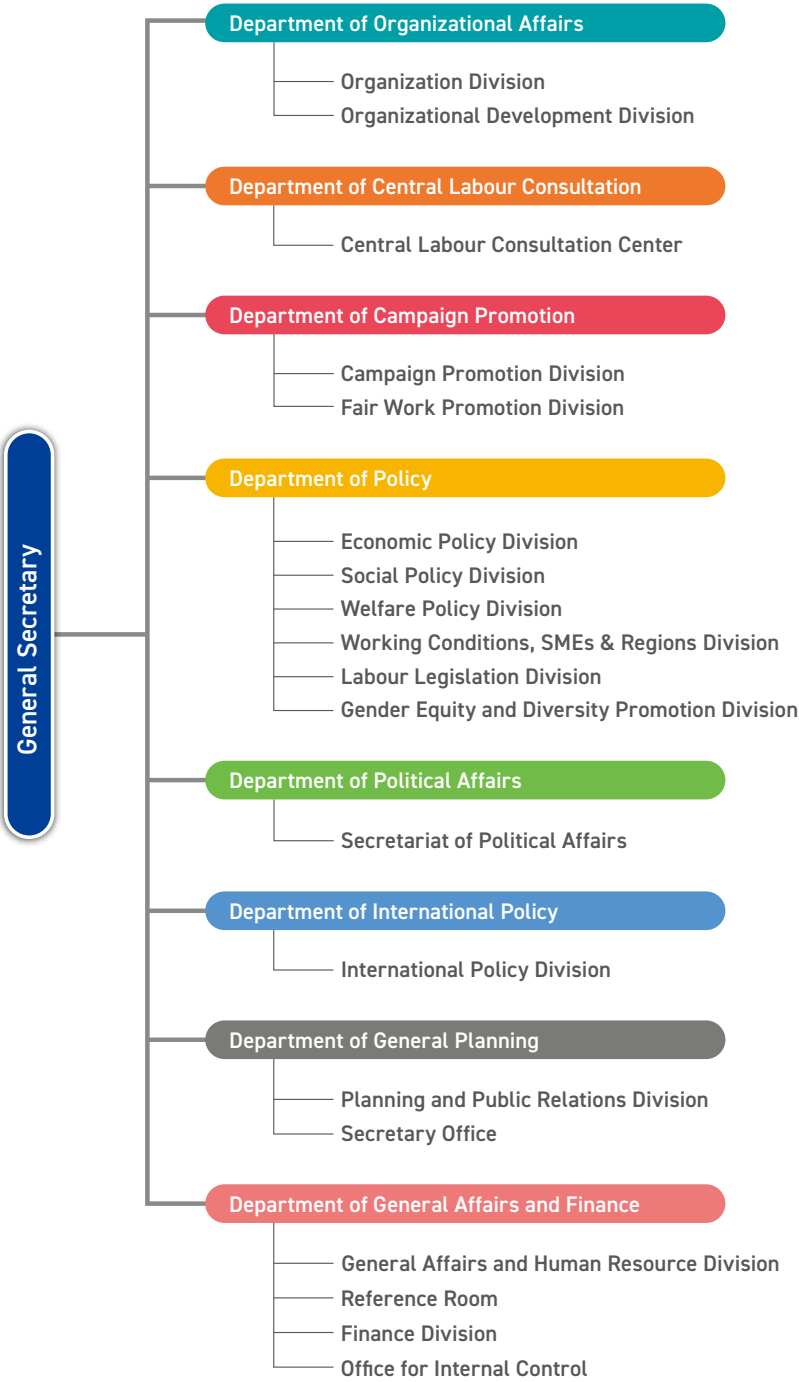 General Secretary
Department of Organizational Affairs
Organization Division
Organizational Development Division
Department of Central Labour Consultation
Central Labour Consultation Center
Department of Campaign Promotion
Campaign Promotion Division
Fair Work Promotion Division
Department of Policy
Economic Policy Division
Social Policy Division
Welfare Policy Division
Working Conditions, SMEs & Regions Division
Labour Legislation Division
Gender Equity and Diversity Promotion Division
Department of Political Affairs
Secretariat of Political Affairs
Department of International Policy
International Policy Division
Department of General Planning
Planning and Public Relations Division
Secretary Office
Department of General Affairs and Finance
General Affairs and Human Resource Division
Reference Room
Finance Division
Office for Internal Control